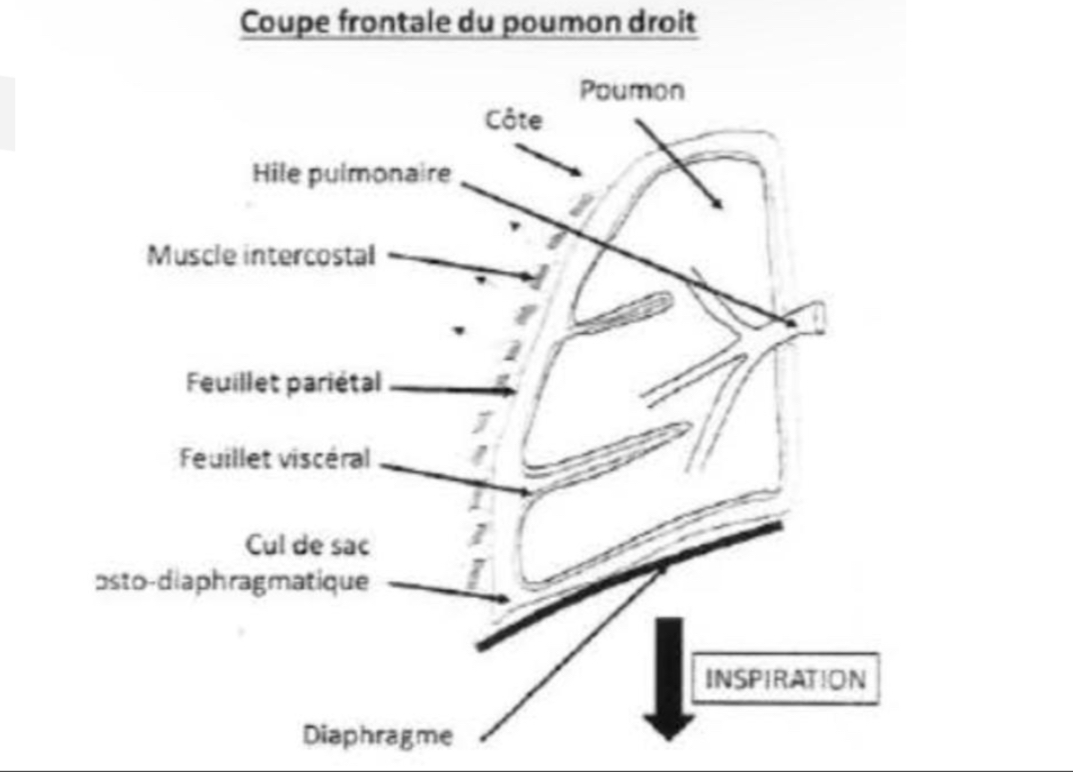 Coupe frontale du poumon droit
Poumon
Côte
Hile pulmonaire
Muscle intercostal
Feuillet pariétal
Feuillet viscéral
Cul de sac
osto-diaphragmatique
INSPIRATION
Diaphragme